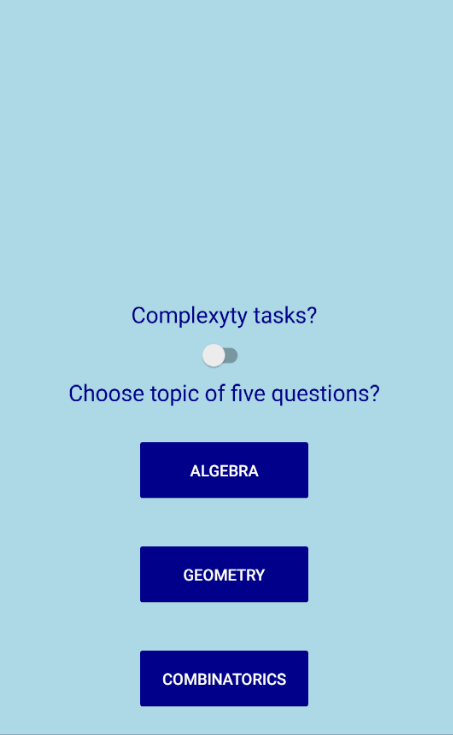 Complexyty tasks?
Choose topic of five questions?
ALGEBRA
GEOMETRY
COMBINATORICS